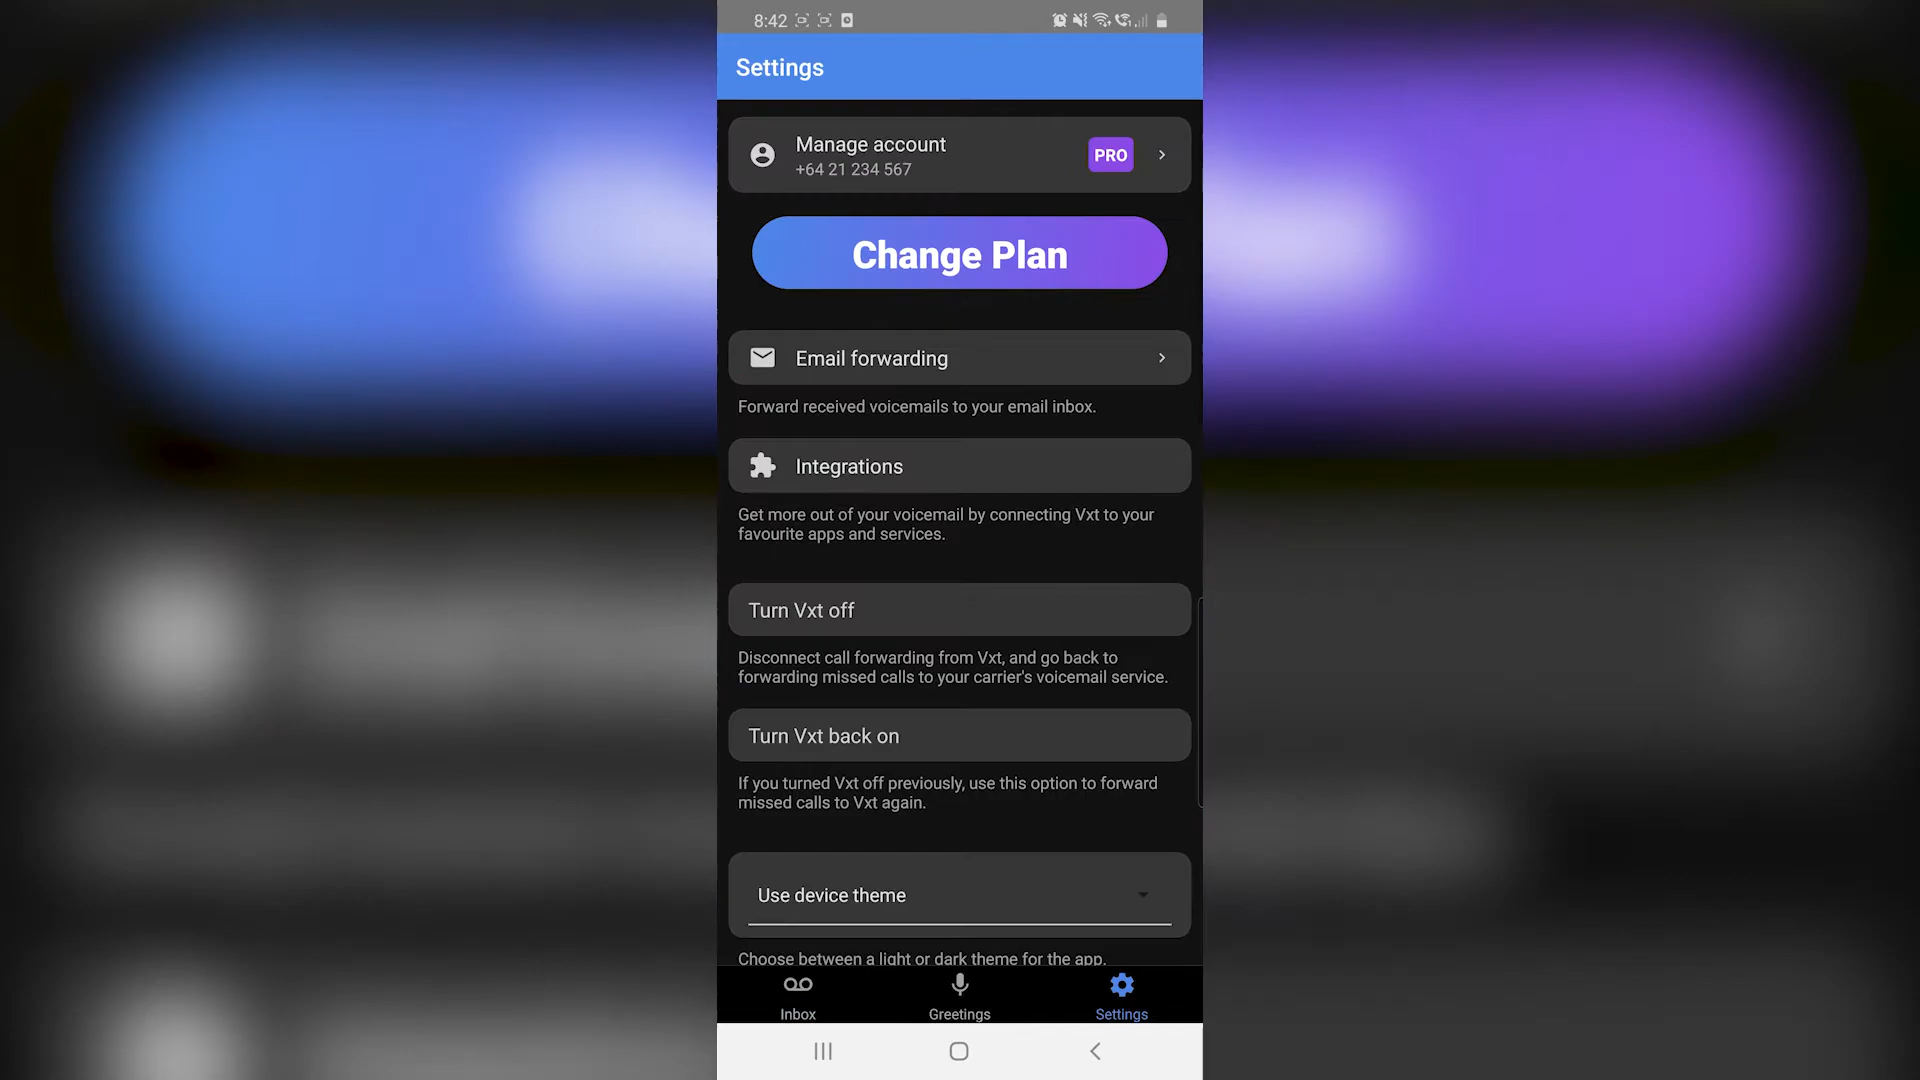 8:42
Settings
Manage account
PRO
+64 21 234 567
Change Plan
Email forwarding
Forward received voicemails to your email inbox.
Integrations
Get more out of your voicemail by connecting Vxt to your
favourite apps and services.
Turn Vxt off
Disconnect call forwarding from Vxt, and go back to
forwarding missed calls to your carrier's voicemail service.
Turn Vxt back on
If you turned Vxt off previously, use this option to forward
missed calls to Vxt again.
Use device theme
Choose between a light or dark theme for the app.
Inbox
Greetings
Settings